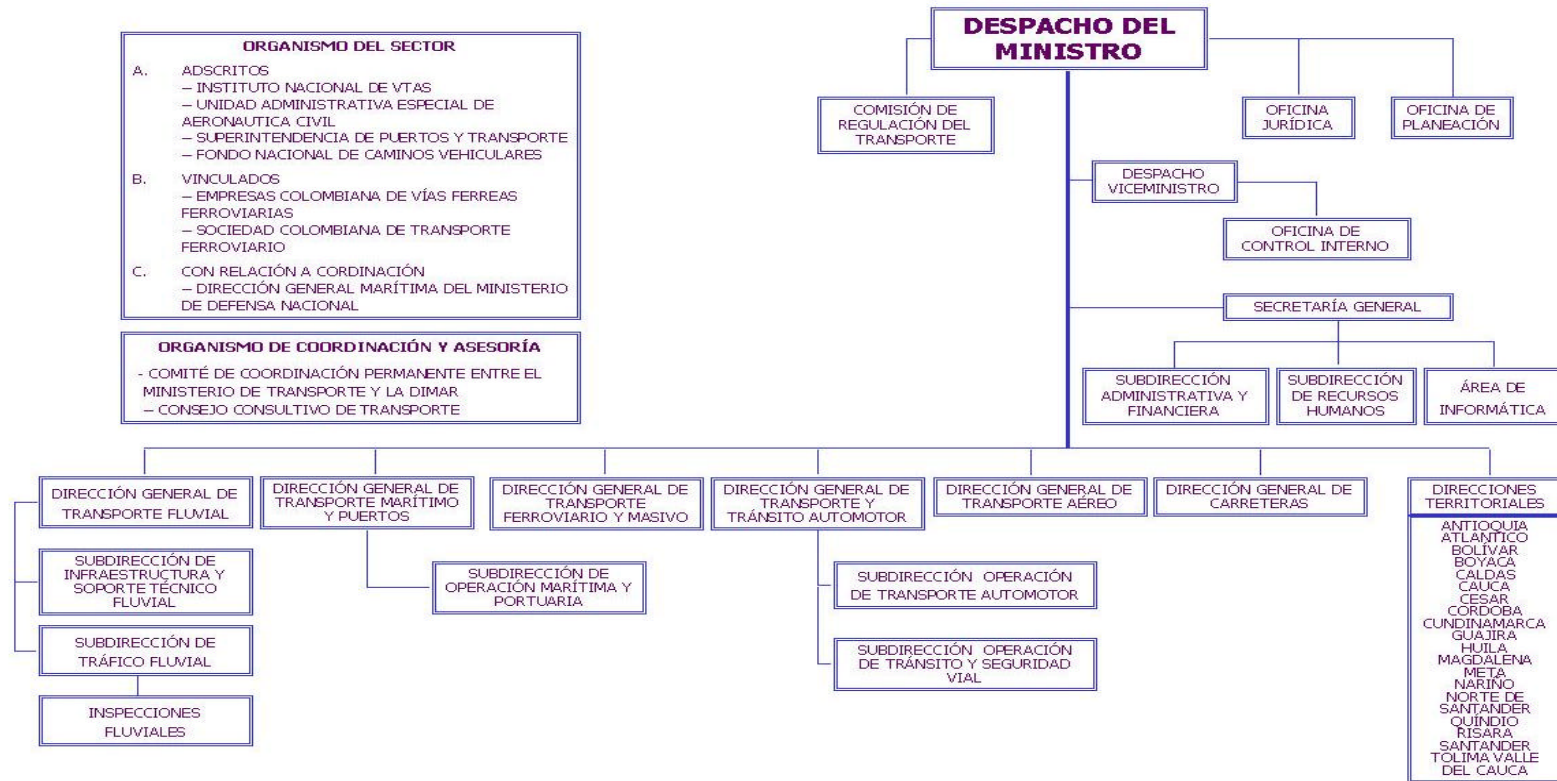 ORGANISMO DEL SECTOR
A. ADSCRITOS
– INSTITUTO NACIONAL DE VTAS
– UNIDAD ADMINISTRATIVA ESPECIAL DE
AERONAUTICA CIVIL
– SUPERINTENDENCIA DE PUERTOS Y TRANSPORTE
– FONDO NACIONAL DE CAMINOS VEHICULARES
B. VINCULADOS
– EMPRESAS COLOMBIANA DE VÍAS FERREAS
FERROVIARIAS
– SOCIEDAD COLOMBIANA DE TRANSPORTE
FERROVIARIO
C. CON RELACIÓN A CORDINACIÓN
– DIRECCIÓN GENERAL MARÍTIMA DEL MINISTERIO
DE DEFENSA NACIONAL
ORGANISMO DE COORDINACIÓN Y ASESORÍA
- COMITÉ DE COORDINACIÓN PERMANENTE ENTRE EL
MINISTERIO DE TRANSPORTE Y LA DIMAR
– CONSEJO CONSULTIVO DE TRANSPORTE
DESPACHO DEL
MINISTRO
COMISIÓN DE
REGULACIÓN DEL
TRANSPORTE
OFICINA
JURÍDICA
OFICINA DE
PLANEACIÓN
DESPACHO
VICEMINISTRO
OFICINA DE
CONTROL INTERNO
SECRETARÍA GENERAL
SUBDIRECCIÓN
ADMINISTRATIVA Y
FINANCIERA
SUBDIRECCIÓN
DE RECURSOS
HUMANOS
ÁREA DE
INFORMÁTICA
DIRECCIÓN GENERAL DE
TRANSPORTE FLUVIAL
SUBDIRECCIÓN DE
INFRAESTRUCTURA Y
SOPORTE TÉCNICO
FLUVIAL
SUBDIRECCIÓN DE
TRÁFICO FLUVIAL
INSPECCIONES
FLUVIALES
DIRECCIÓN GENERAL DE
TRANSPORTE MARÍTIMO
Y PUERTOS
SUBDIRECCIÓN DE
OPERACIÓN MARÍTIMA Y
PORTUARIA
DIRECCIÓN GENERAL DE
TRANSPORTE
FERROVIARIO Y MASIVO
DIRECCIÓN GENERAL DE
TRANSPORTE Y
TRÁNSITO AUTOMOTOR
SUBDIRECCIÓN OPERACIÓN
DE TRANSPORTE AUTOMOTOR
SUBDIRECCIÓN OPERACIÓN
DE TRÁNSITO Y SEGURIDAD
VIAL
DIRECCIÓN GENERAL DE
TRANSPORTE AÉREO
DIRECCIÓN GENERAL DE
CARRETERAS
DIRECCIONES
TERRITORIALES
ANTIOQUIA
ATLÁNTICO
BOLÍVAR
BOYACA
CALDAS
CAUCA
CESAR
CÓRDOBA
CUNDINAMARCA
GUAJIRA
HUILA
MAGDALENA
META
NARIÑO
NORTE DE
SANTANDER
QUÍNDIO
RISARA
SANTANDER
TOLIMA VALLE
DEL CAUCA